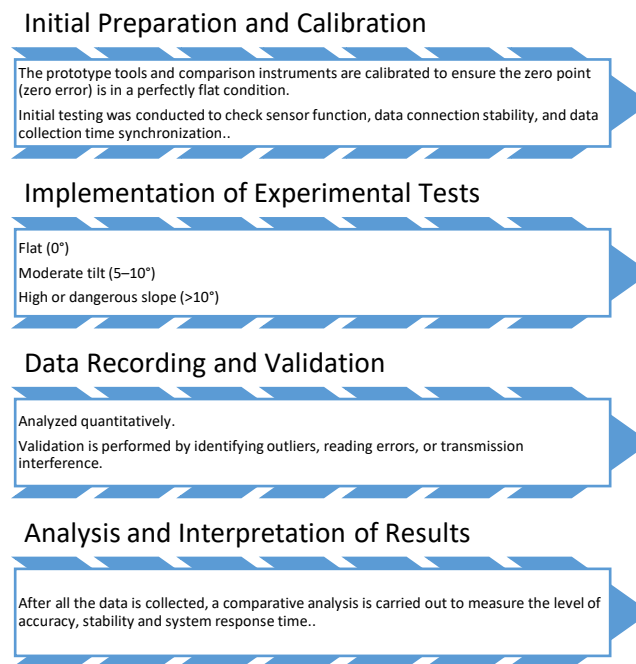 Initial Preparation and Calibration
The prototype tools and comparison instruments are calibrated to ensure the zero point
(zero error) is in a perfectly flat condition.
Initial testing was conducted to check sensor function, data connection stability, and data
collection time synchronization..
Implementation of Experimental Tests
Flat (0°)
Moderate tilt (5–10°)
High or dangerous slope (>10°)
Data Recording and Validation
Analyzed quantitatively.
Validation is performed by identifying outliers, reading errors, or transmission
interference.
Analysis and Interpretation of Results
After all the data is collected, a comparative analysis is carried out to measure the level of
accuracy, stability and system response time..